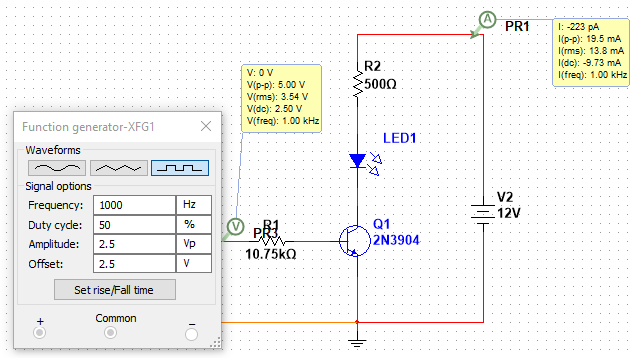 PR1
I: -223 pA
I(p-p): 19.5 mA
I(rms): 13.8 mA
I(dc): -9.73 mA
I(freq): 1.00 kHz
A
R2
500Ω
V: 0 V
V(p-p): 5.00 V
V(rms): 3.54 V
V(dc): 2.50 V
V(freq): 1.00 kHz
LED1
Function generator-XFG1
Waveforms
Signal options
Frequency: 1000 Hz
Duty cycle: 50 %
Amplitude: 2.5 Vp
Offset: 2.5 V
Set rise/Fall time
+ Common −
V
R1
PR3
10.75kΩ
Q1
2N3904
V2
12V